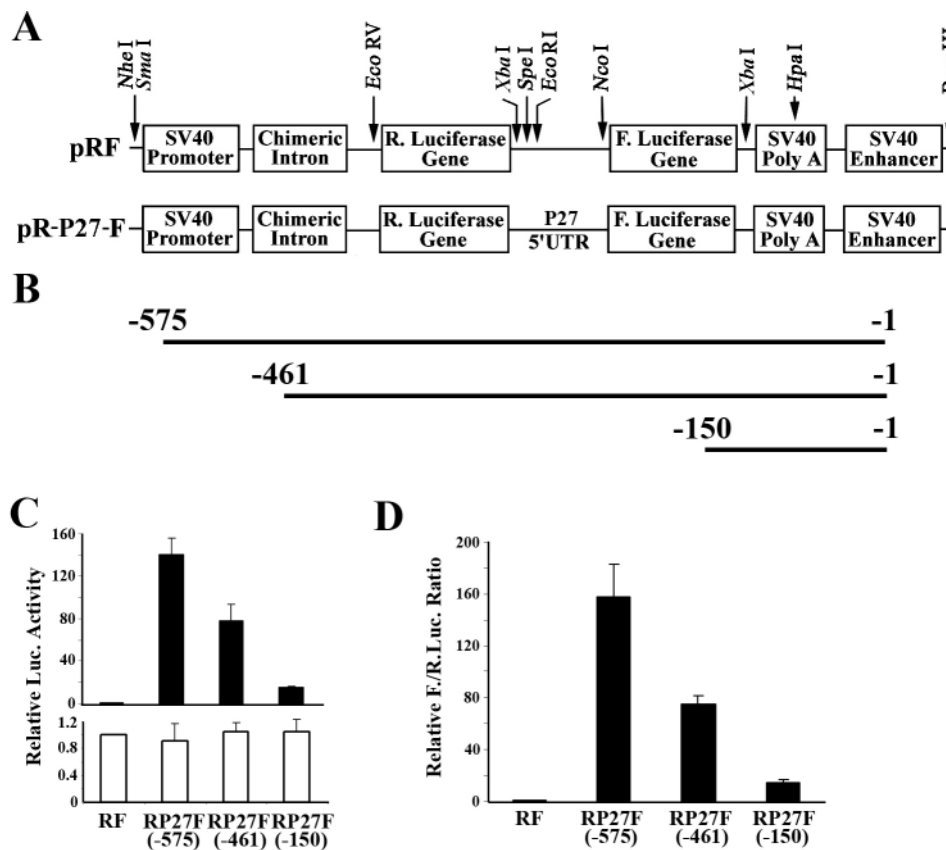 A
Nhe I
Sma I
Eco RV
Xba I
Spe I
Eco RI
Nco I
Xba I
Hpa I
pRF
SV40 Promoter
Chimeric Intron
R. Luciferase Gene
F. Luciferase Gene
SV40 Poly A
SV40 Enhancer
pR-P27-F
SV40 Promoter
Chimeric Intron
R. Luciferase Gene
P27 5'UTR
F. Luciferase Gene
SV40 Poly A
SV40 Enhancer
B
-575 -1
-461 -1
-150 -1
C
Relative Luc. Activity
160
120
80
40
0
1.2
0.8
0.4
0
RF RP27F RP27F RP27F
(-575) (-461) (-150)
D
Relative F./R.Luc. Ratio
200
160
120
80
40
0
RF RP27F RP27F RP27F
(-575) (-461) (-150)